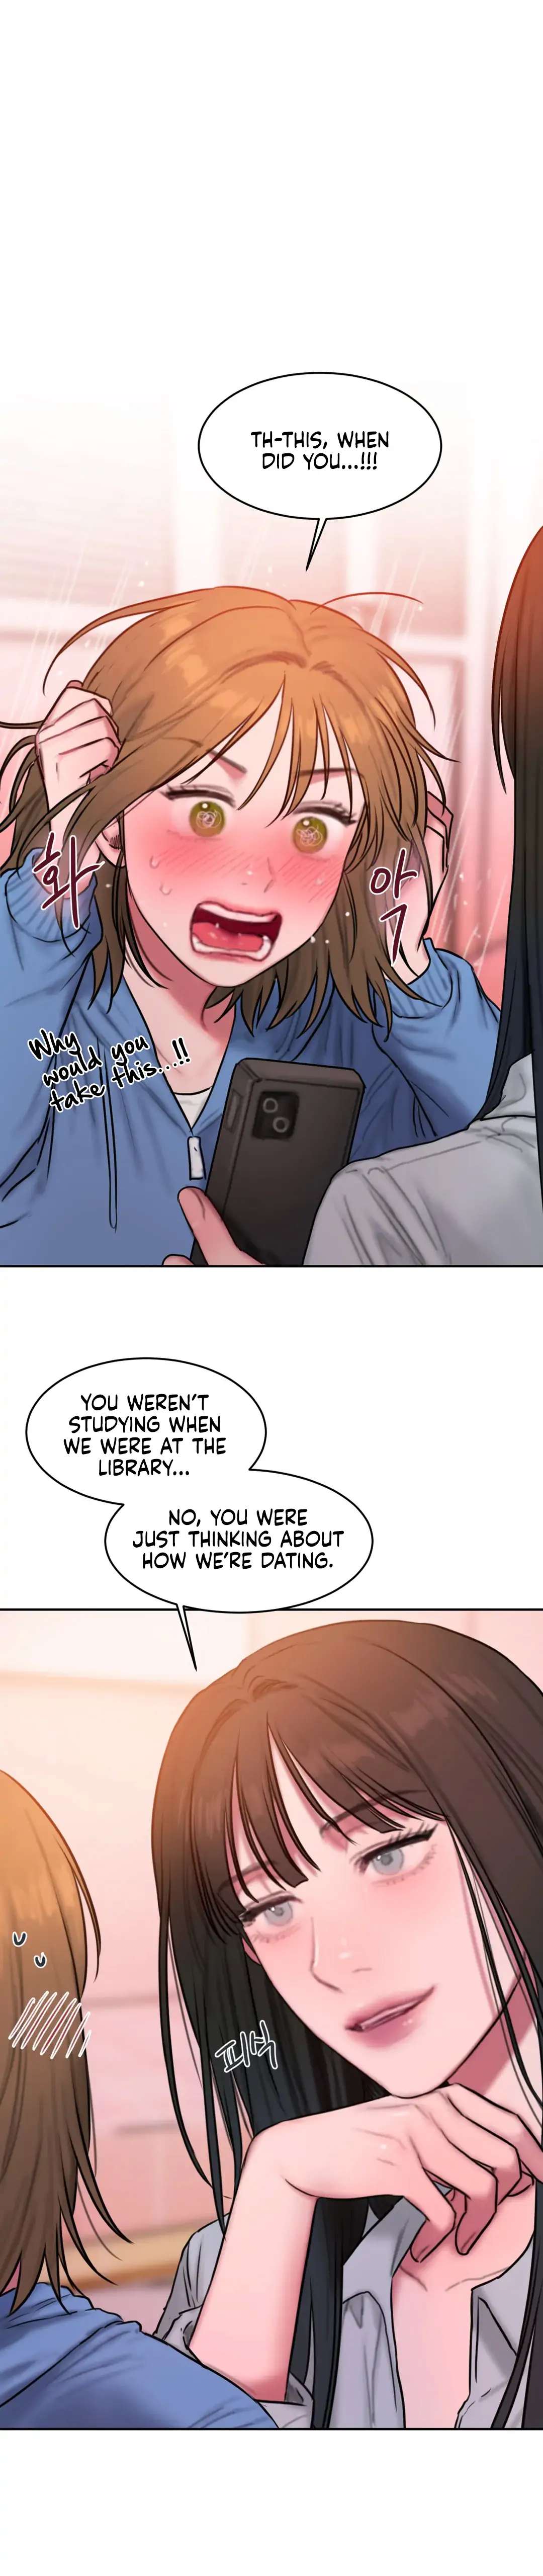 TH-THIS, WHEN
DID YOU...!!!
화
악
Why
would you
take this...!!
YOU WEREN'T
STUDYING WHEN
WE WERE AT THE
LIBRARY...
NO, YOU WERE
JUST THINKING ABOUT
HOW WE'RE DATING.
피식